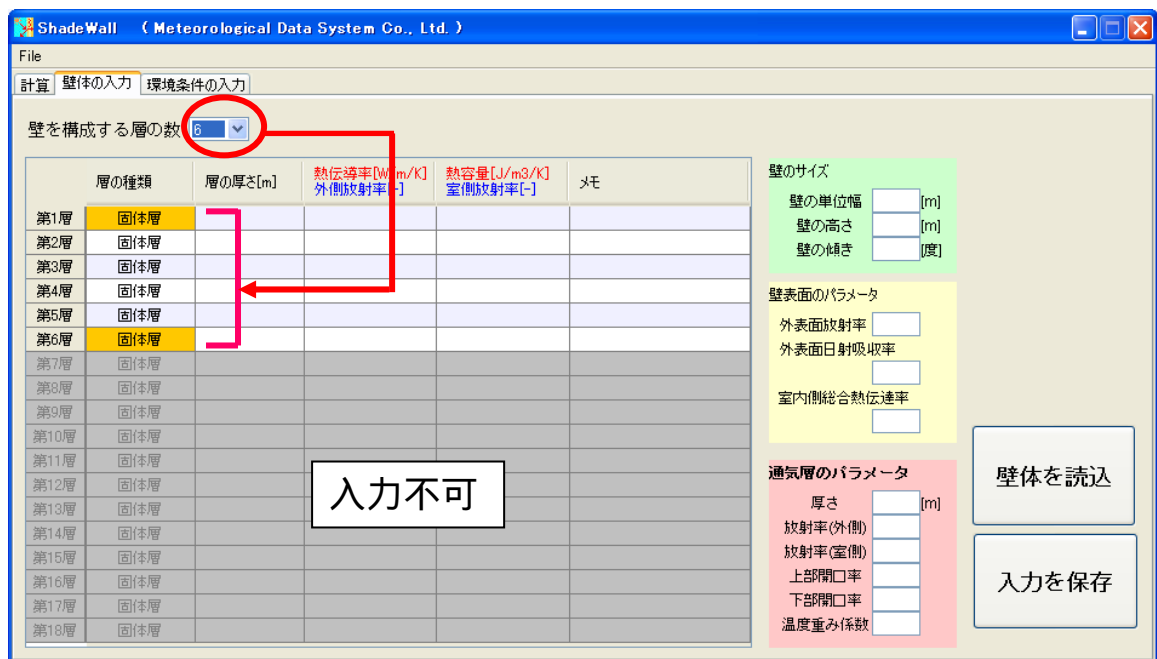 ShadeWall ( Meteorological Data System Co., Ltd. )
File
計算 壁体の入力 環境条件の入力
壁を構成する層の数 6
層の種類 層の厚さ[m] 熱伝導率[W/m/K] 熱容量[J/m3/K] メモ
外側放射率[-] 室側放射率[-]
第1層 固体層
第2層 固体層
第3層 固体層
第4層 固体層
第5層 固体層
第6層 固体層
第7層 固体層
第8層 固体層
第9層 固体層
第10層 固体層
第11層 固体層
第12層 固体層
第13層 固体層
第14層 固体層
第15層 固体層
第16層 固体層
第17層 固体層
第18層 固体層
入力不可
壁のサイズ
壁の単位幅 [m]
壁の高さ [m]
壁の傾き [度]
壁表面のパラメータ
外表面放射率
外表面日射吸収率
室内側総合熱伝達率
通気層のパラメータ
厚さ [m]
放射率(外側)
放射率(室側)
上部開口率
下部開口率
温度重み係数
壁体を読込
入力を保存